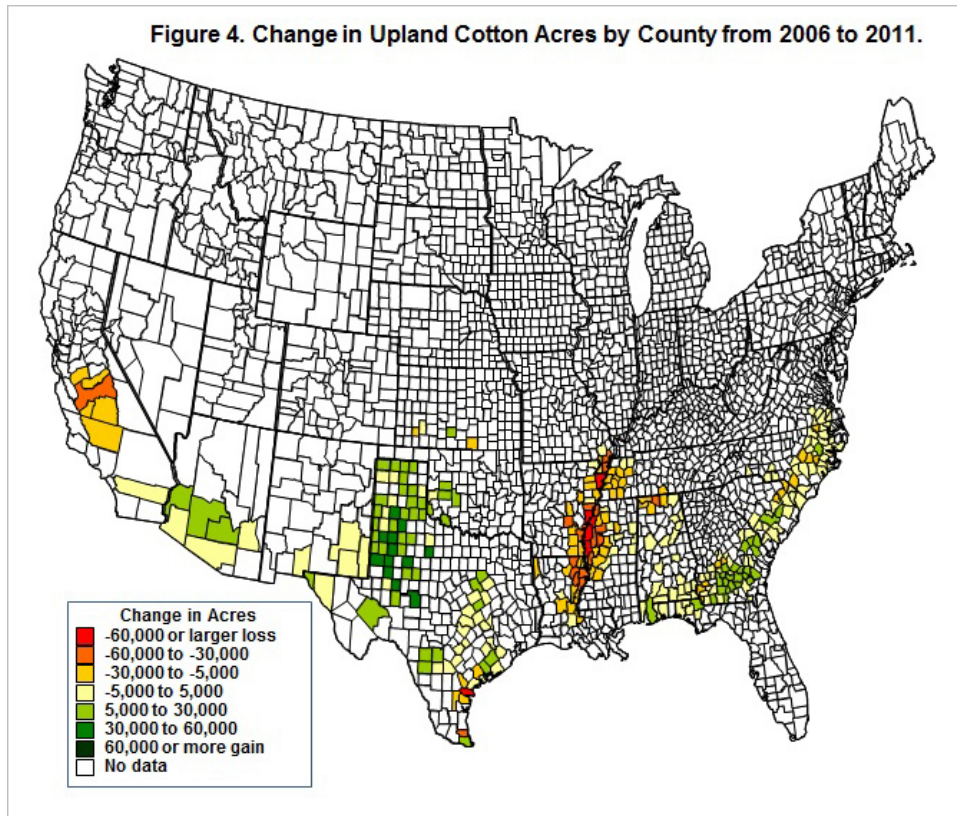 Figure 4. Change in Upland Cotton Acres by County from 2006 to 2011.
Change in Acres
-60,000 or larger loss
-60,000 to -30,000
-30,000 to -5,000
-5,000 to 5,000
5,000 to 30,000
30,000 to 60,000
60,000 or more gain
No data